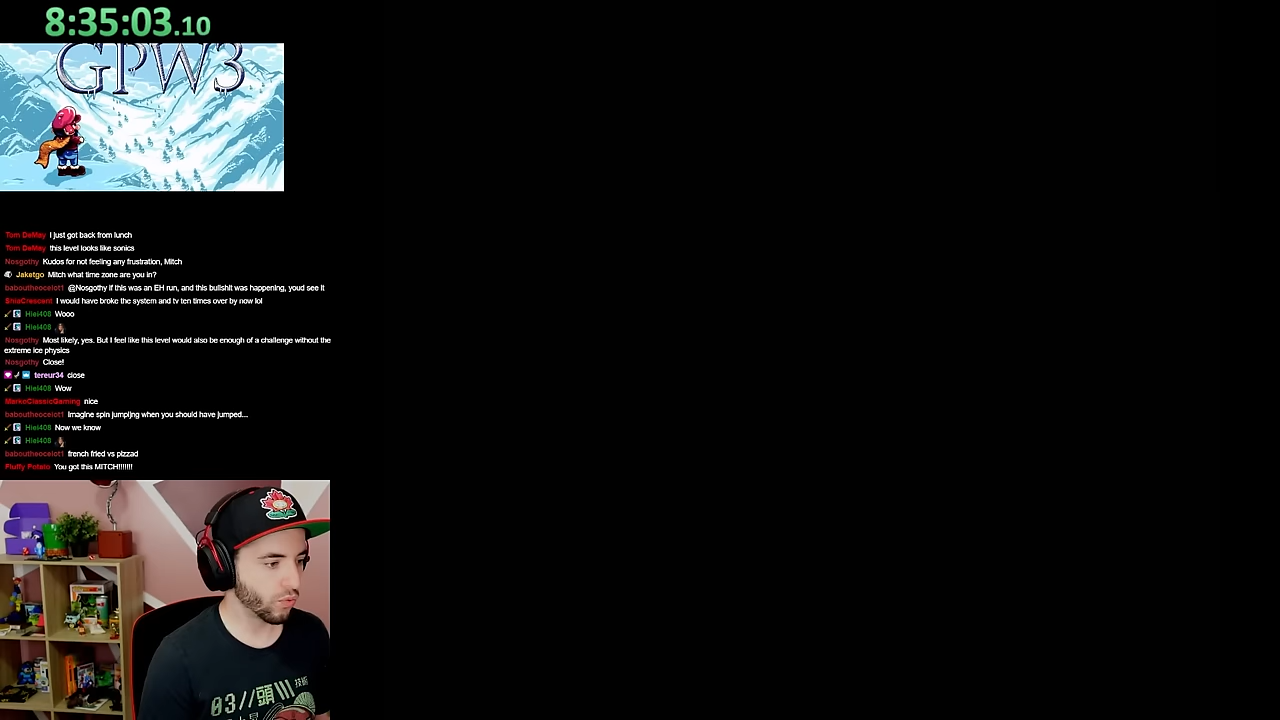 8:35:03.10
GPW3
Tom DeMay I just got back from lunch
Tom DeMay this level looks like sonics
Nosgothy Kudos for not feeling any frustration, Mitch
Jaketgo Mitch what time zone are you in?
baboutheocelot1 @Nosgothy if this was an EH run, and this bullshit was happening, youd see it
ShiaCrescent I would have broke the system and tv ten times over by now lol
Hiei408 Wooo
Hiei408
Nosgothy Most likely, yes. But I feel like this level would also be enough of a challenge without the
extreme ice physics
Nosgothy Close!
tereur34 close
Hiei408 Wow
MarkoClassicGaming nice
baboutheocelot1 Imagine spin jumpijng when you should have jumped...
Hiei408 Now we know
Hiei408
baboutheocelot1 french fried vs pizzad
Fluffy Potato You got this MITCH!!!!!!!
03//頭\\\ 技術